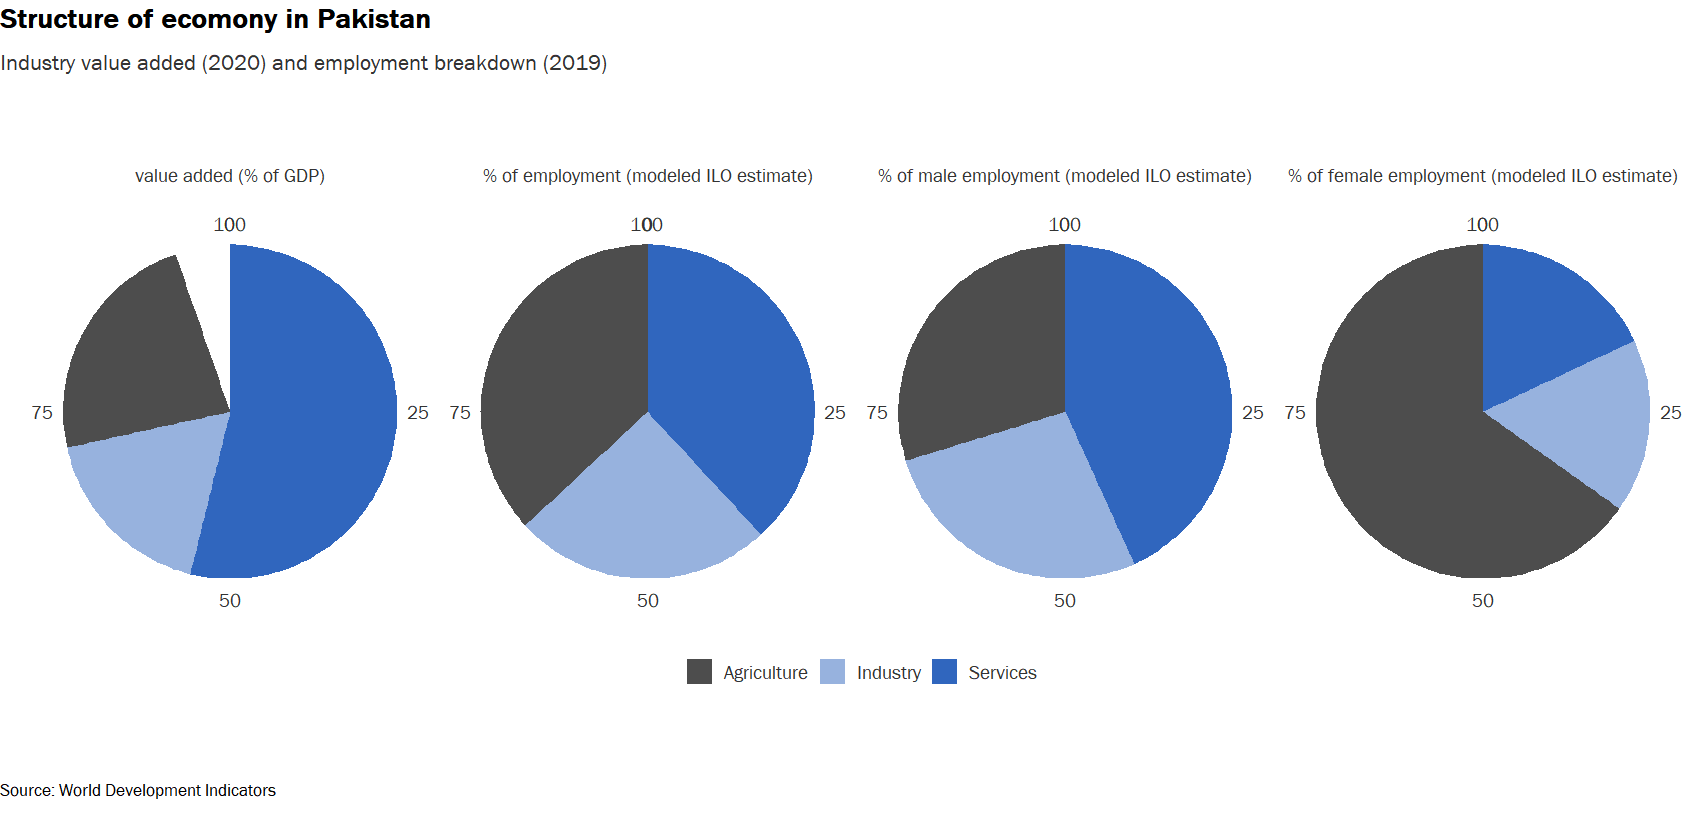 Structure of ecomony in Pakistan
Industry value added (2020) and employment breakdown (2019)
value added (% of GDP)
% of employment (modeled ILO estimate)
% of male employment (modeled ILO estimate)
% of female employment (modeled ILO estimate)
100
100
100
100
75
25
75
25
75
25
75
25
50
50
50
50
Agriculture
Industry
Services
Source: World Development Indicators